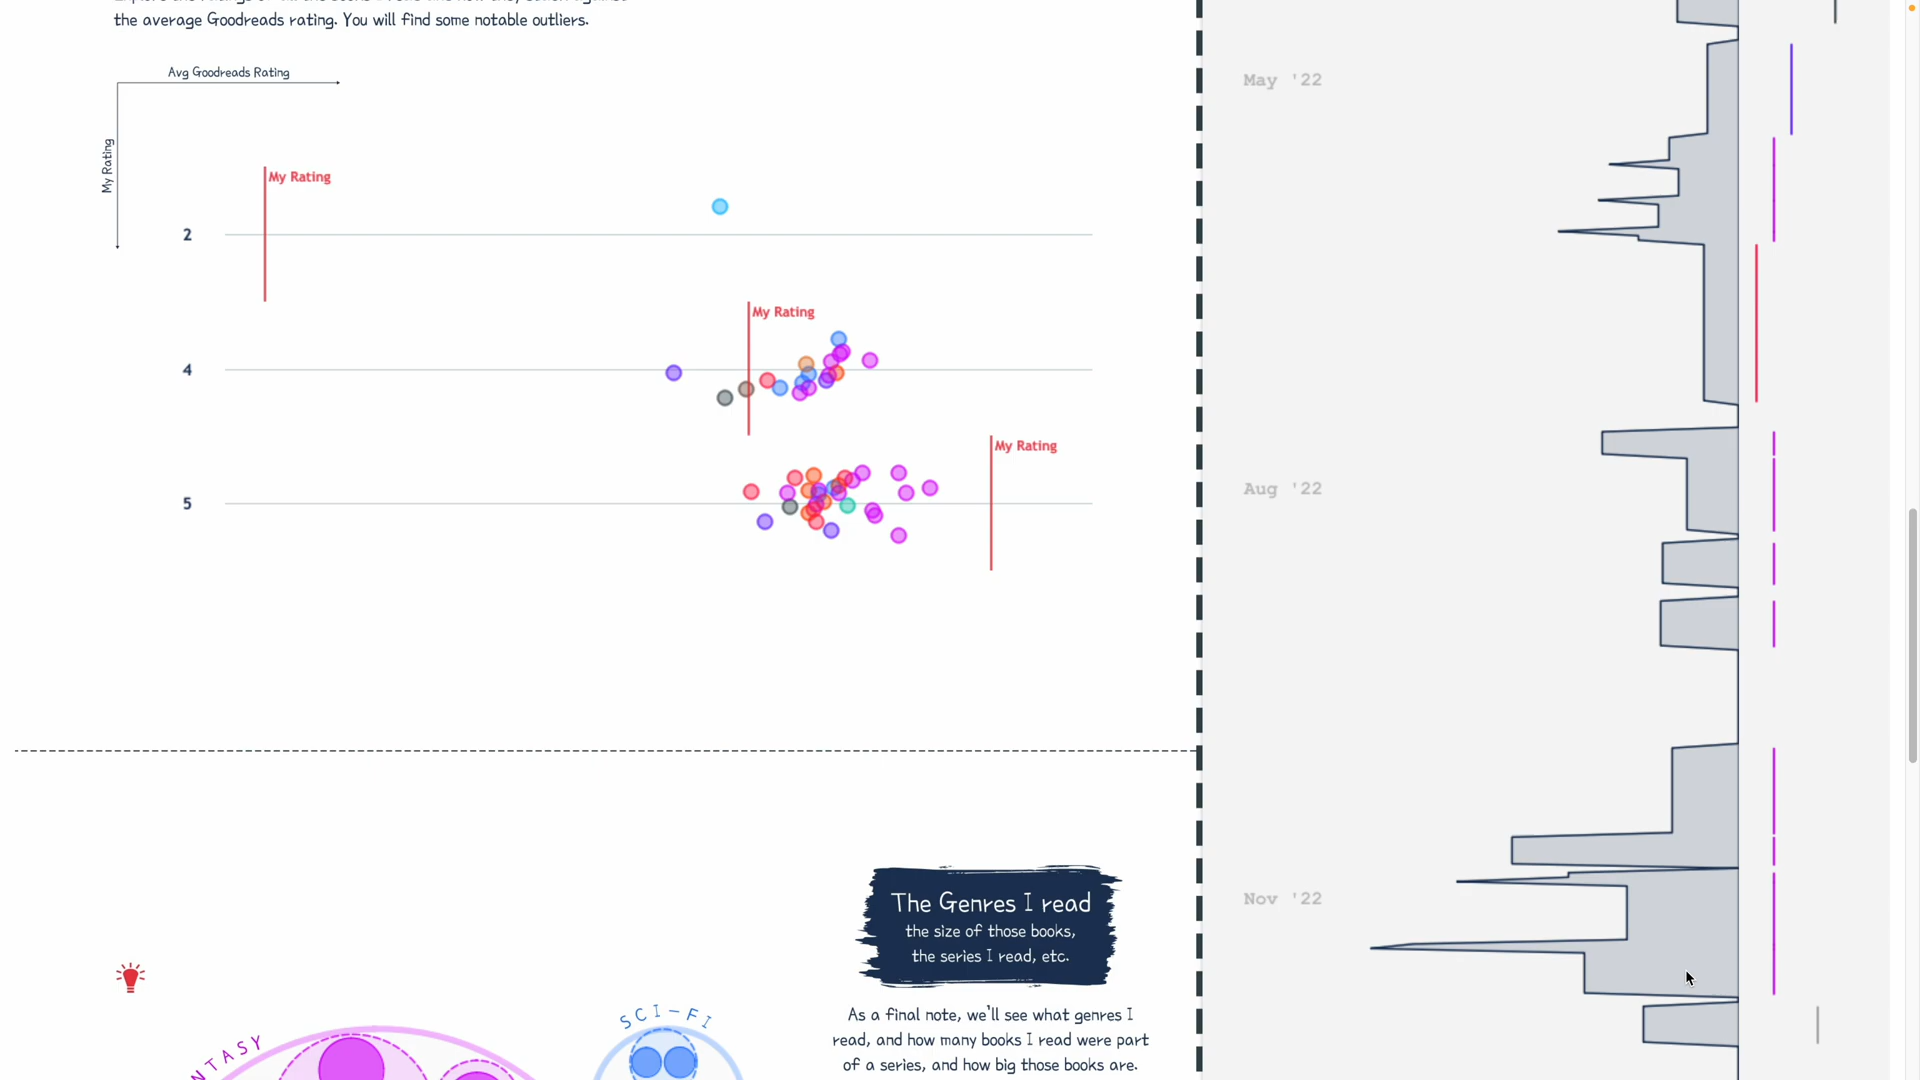 the average Goodreads rating. You will find some notable outliers.
Avg Goodreads Rating
My Rating
My Rating
2
My Rating
4
My Rating
5
The Genres I read
the size of those books,
the series I read, etc.
As a final note, we'll see what genres I
read, and how many books I read were part
of a series, and how big those books are.
NTASY
SCI-FI
May '22
Aug '22
Nov '22